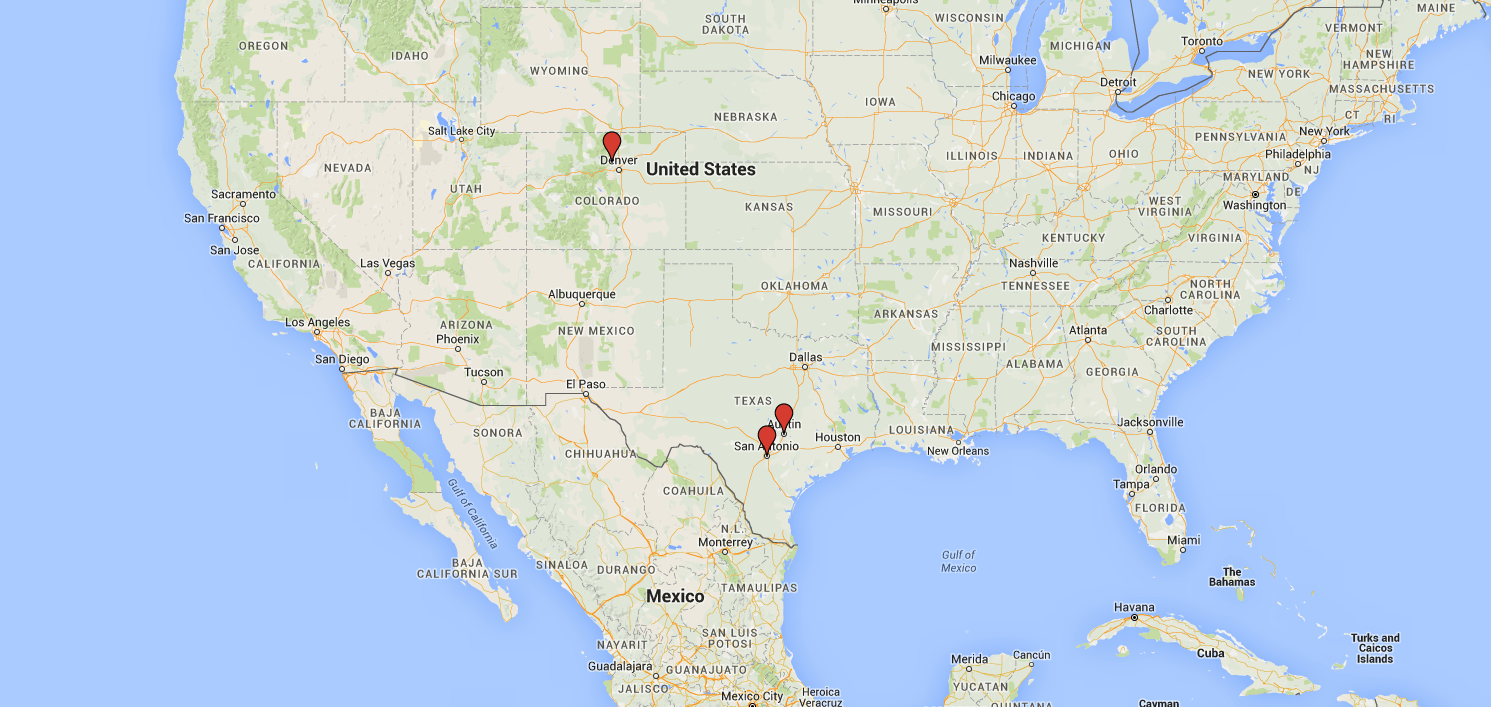 Minneapolis
MAINE
SOUTH
DAKOTA
WISCONSIN
VERMONT
OREGON
IDAHO
MICHIGAN
Toronto
NEW
HAMPSHIRE
WYOMING
Milwaukee
NEW YORK
Detroit
MASSACHUSETTS
Chicago
IOWA
NEBRASKA
CT
RI
Salt Lake City
PENNSYLVANIA
New York
Denver
United States
ILLINOIS
INDIANA
OHIO
Philadelphia
NEVADA
NJ
MARYLAND
UTAH
DE
Sacramento
COLORADO
KANSAS
MISSOURI
WEST
VIRGINIA
Washington
San Francisco
San Jose
KENTUCKY
VIRGINIA
CALIFORNIA
Las Vegas
Nashville
Albuquerque
OKLAHOMA
TENNESSEE
NORTH
CAROLINA
Charlotte
ARKANSAS
Los Angeles
ARIZONA
NEW MEXICO
Atlanta
SOUTH
CAROLINA
Phoenix
MISSISSIPPI
San Diego
Dallas
ALABAMA
GEORGIA
Tucson
El Paso
TEXAS
BAJA
CALIFORNIA
Austin
Jacksonville
SONORA
LOUISIANA
Houston
San Antonio
New Orleans
CHIHUAHUA
Orlando
Tampa
COAHUILA
FLORIDA
Gulf of California
N.L.
Monterrey
Miami
Gulf of
Mexico
SINALOA
DURANGO
BAJA
CALIFORNIA SUR
The
Bahamas
TAMAULIPAS
Mexico
Havana
SAN LUIS
POTOSI
NAYARIT
Turks and
Caicos
Islands
Cuba
Merida
Cancún
Guadalajara
GUANAJUATO
JALISCO
YUCATAN
Mexico City
Heroica
Veracruz
QUINTANA
Cayman